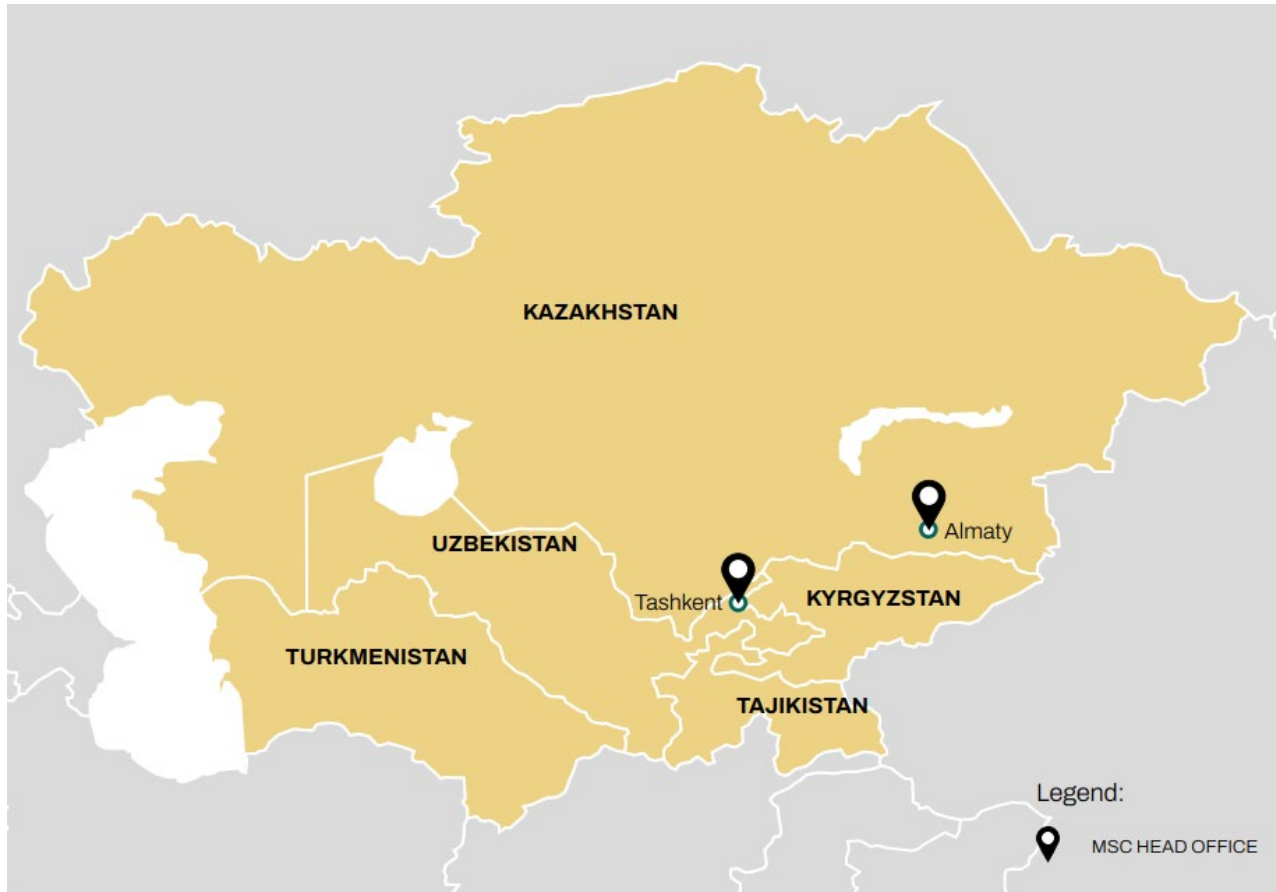 KAZAKHSTAN
Almaty
UZBEKISTAN
Tashkent
KYRGYZSTAN
TURKMENISTAN
TAJIKISTAN
Legend:
MSC HEAD OFFICE